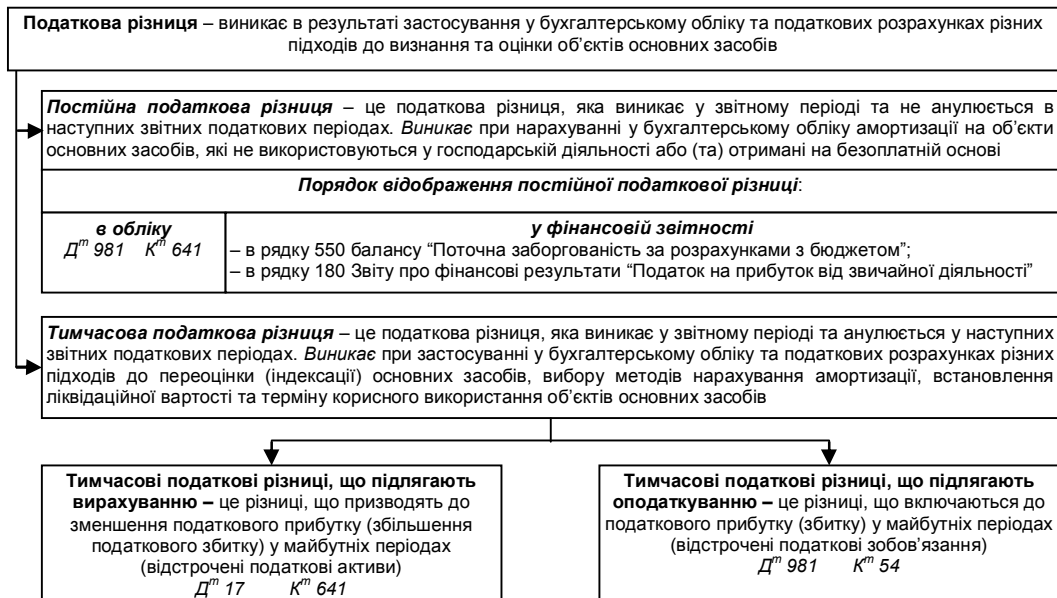 Податкова різниця – виникає в результаті застосування у бухгалтерському обліку та податкових розрахунках різних
підходів до визнання та оцінки об’єктів основних засобів
Постійна податкова різниця – це податкова різниця, яка виникає у звітному періоді та не анулюється в
наступних звітних податкових періодах. Виникає при нарахуванні у бухгалтерському обліку амортизації на об’єкти
основних засобів, які не використовуються у господарській діяльності або (та) отримані на безоплатній основі
Порядок відображення постійної податкової різниці:
в обліку
Дт 981 Кт 641
у фінансовій звітності
– в рядку 550 балансу “Поточна заборгованість за розрахунками з бюджетом”;
– в рядку 180 Звіту про фінансові результати “Податок на прибуток від звичайної діяльності”
Тимчасова податкова різниця – це податкова різниця, яка виникає у звітному періоді та анулюється у наступних
звітних податкових періодах. Виникає при застосуванні у бухгалтерському обліку та податкових розрахунках різних
підходів до переоцінки (індексації) основних засобів, вибору методів нарахування амортизації, встановлення
ліквідаційної вартості та терміну корисного використання об’єктів основних засобів
Тимчасові податкові різниці, що підлягають
вирахуванню – це різниці, що призводять до
зменшення податкового прибутку (збільшення
податкового збитку) у майбутніх періодах
(відстрочені податкові активи)
Дт 17 Кт 641
Тимчасові податкові різниці, що підлягають
оподаткуванню – це різниці, що включаються до
податкового прибутку (збитку) у майбутніх періодах
(відстрочені податкові зобов’язання)
Дт 981 Кт 54